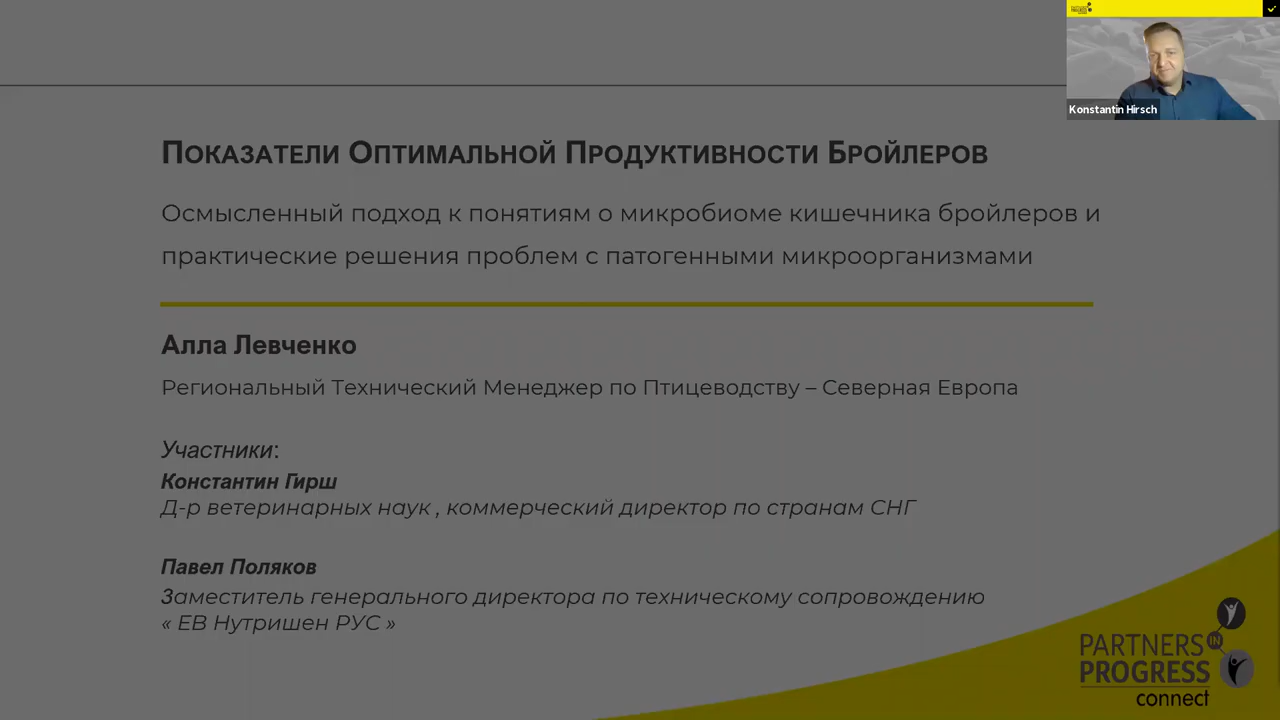 Konstantin Hirsch
Показатели Оптимальной Продуктивности Бройлеров
Осмысленный подход к понятиям о микробиоме кишечника бройлеров и
практические решения проблем с патогенными микроорганизмами
Алла Левченко
Региональный Технический Менеджер по Птицеводству – Северная Европа
Участники:
Константин Гирш
Д-р ветеринарных наук , коммерческий директор по странам СНГ
Павел Поляков
Заместитель генерального директора по техническому сопровождению
« ЕВ Нутришен РУС »
PARTNERS
IN
PROGRESS
connect